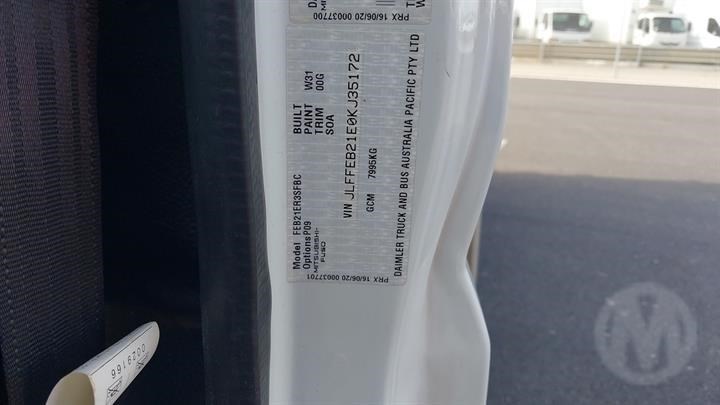 PRX 16/06/20 00037700
Model FEB21ER3SFBC
Options P09
MITSUBISHI-
FUSO
BUILT
PAINT W31
TRIM 00G
SOA
VIN JLFFEB21E0KJ35172
GCM 7995KG
DAIMLER TRUCK AND BUS AUSTRALIA PACIFIC PTY LTD
PRX 16/06/20 00037701
0029166
M